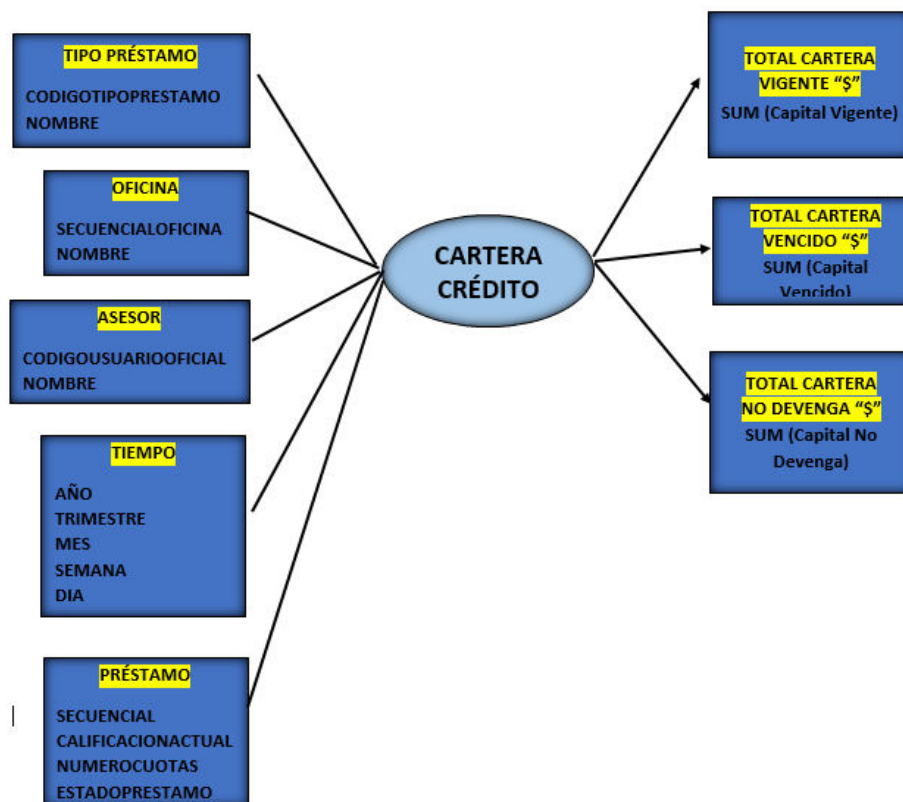 TIPO PRÉSTAMO
CODIGOTIPOPRESTAMO
NOMBRE
OFICINA
SECUENCIALOFICINA
NOMBRE
ASESOR
CODIGOUSUARIOOFICIAL
NOMBRE
TIEMPO
AÑO
TRIMESTRE
MES
SEMANA
DIA
PRÉSTAMO
SECUENCIAL
CALIFICACIONACTUAL
NUMEROCUOTAS
ESTADOPRESTAMO
CARTERA
CRÉDITO
TOTAL CARTERA
VIGENTE “$”
SUM (Capital Vigente)
TOTAL CARTERA
VENCIDO “$”
SUM (Capital
Vencido)
TOTAL CARTERA
NO DEVENGA “$”
SUM (Capital No
Devenga)